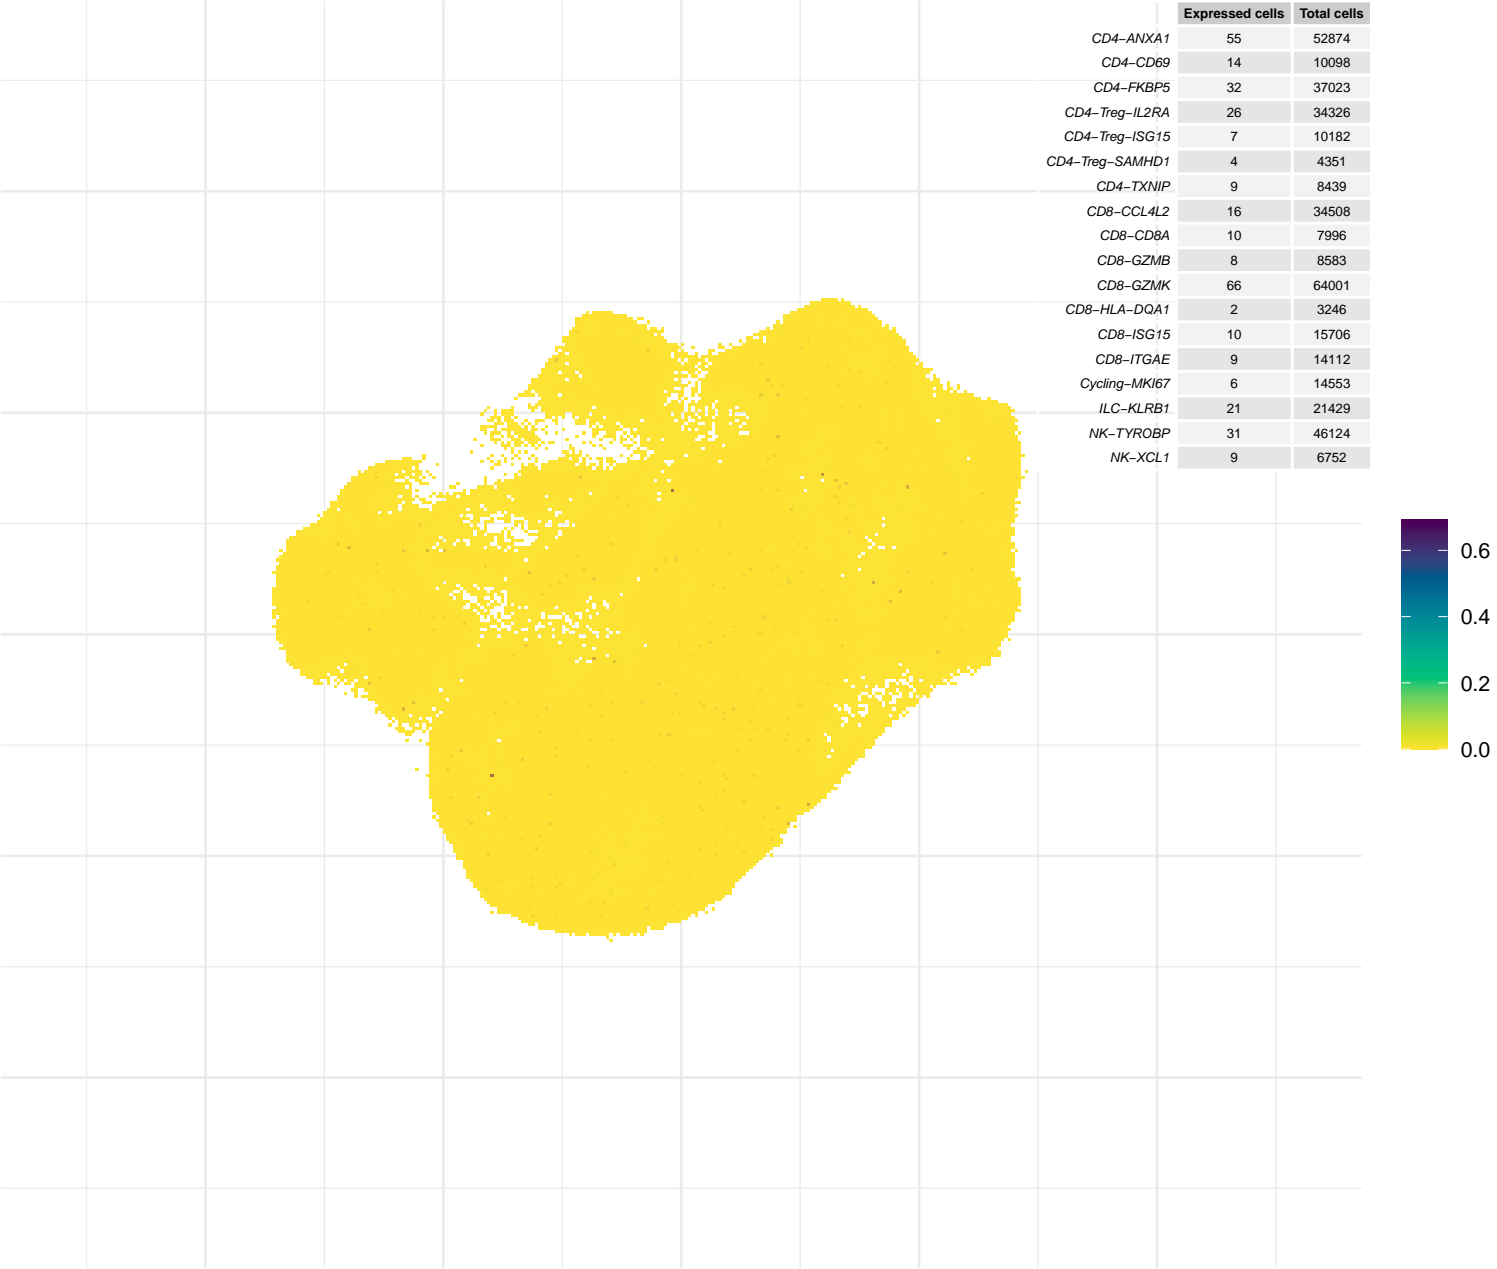 Expressed cells Total cells
CD4−ANXA1 55 52874
CD4−CD69 14 10098
CD4−FKBP5 32 37023
CD4−Treg−IL2RA 26 34326
CD4−Treg−ISG15 7 10182
CD4−Treg−SAMHD1 4 4351
CD4−TXNIP 9 8439
CD8−CCL4L2 16 34508
CD8−CD8A 10 7996
CD8−GZMB 8 8583
CD8−GZMK 66 64001
CD8−HLA−DQA1 2 3246
CD8−ISG15 10 15706
CD8−ITGAE 9 14112
Cycling−MKI67 6 14553
ILC−KLRB1 21 21429
NK−TYROBP 31 46124
NK−XCL1 9 6752
0.6
0.4
0.2
0.0